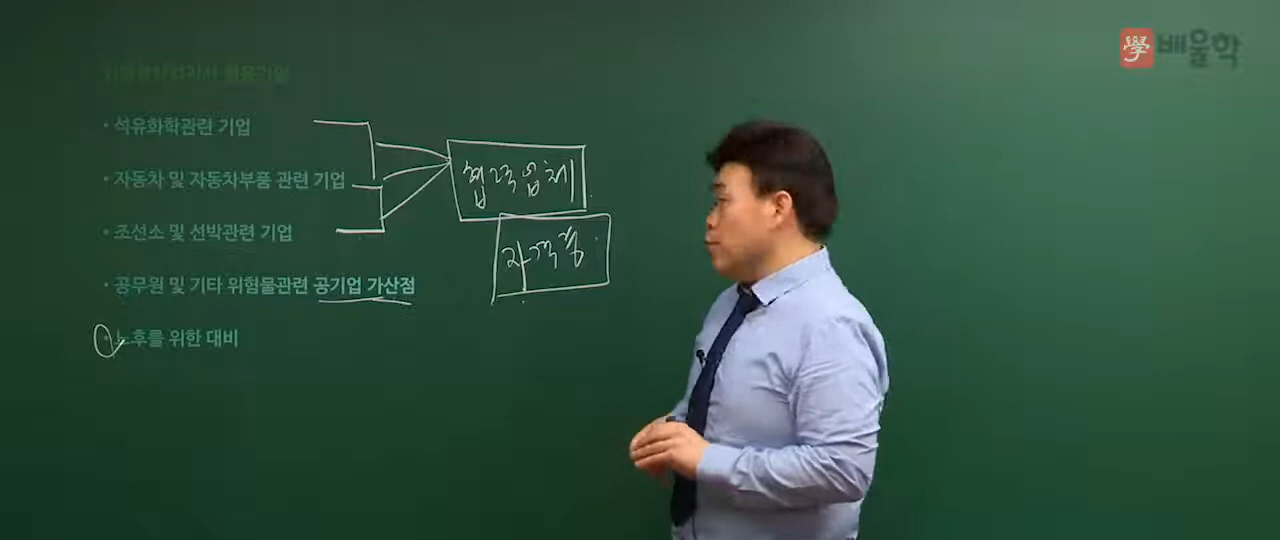 學 배울학
• 석유화학관련 기업
• 자동차 및 자동차부품 관련 기업
• 조선소 및 선박관련 기업
• 공무원 및 기타 위험물관련 공기업 가산점
노후를 위한 대비
협력업체
자격증